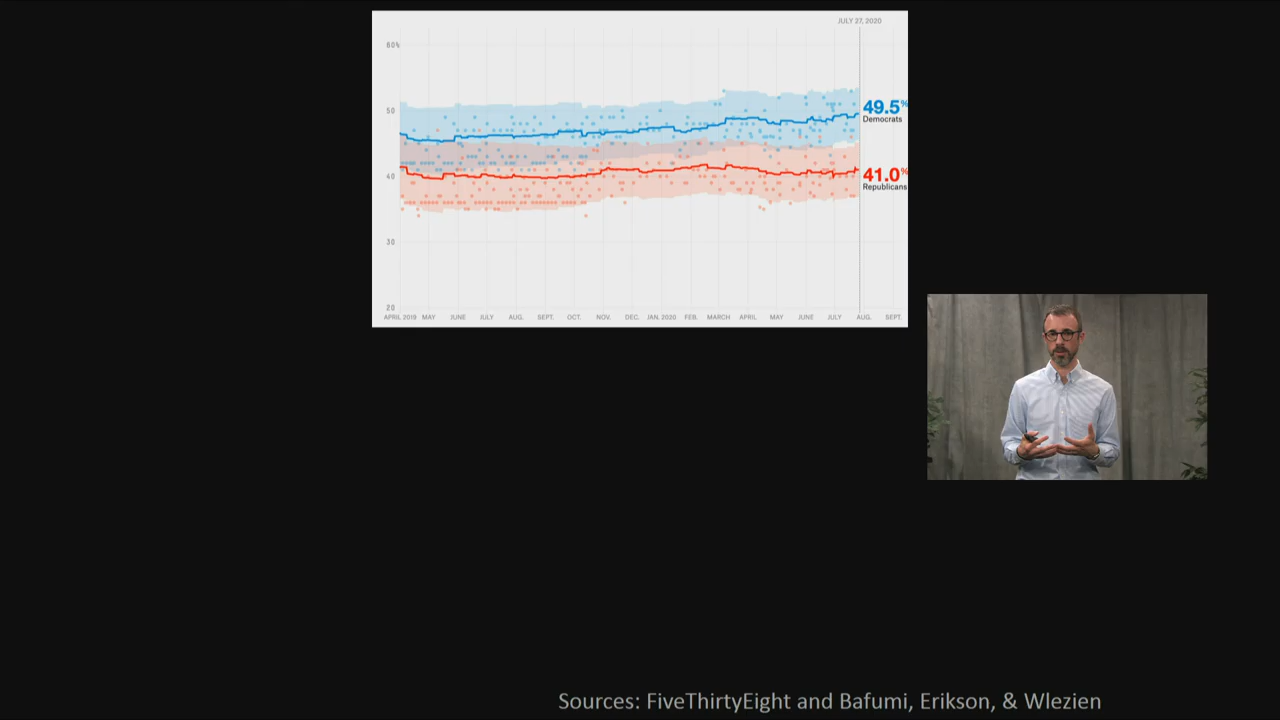 JULY 27, 2020
60%
50
49.5%
Democrats
40
41.0%
Republicans
30
20
APRIL 2019 MAY JUNE JULY AUG. SEPT. OCT. NOV. DEC. JAN. 2020 FEB. MARCH APRIL MAY JUNE JULY AUG. SEPT.
Sources: FiveThirtyEight and Bafumi, Erikson, & Wlezien